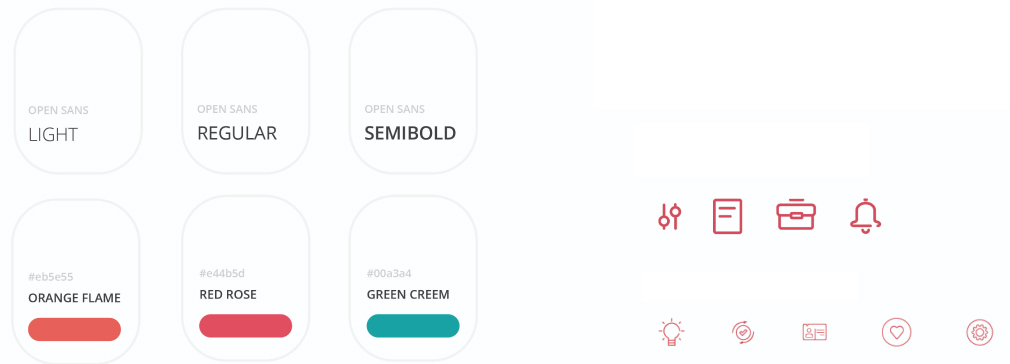 OPEN SANS
LIGHT
OPEN SANS
REGULAR
OPEN SANS
SEMIBOLD
#eb5e55
ORANGE FLAME
#e44b5d
RED ROSE
#00a3a4
GREEN CREEM